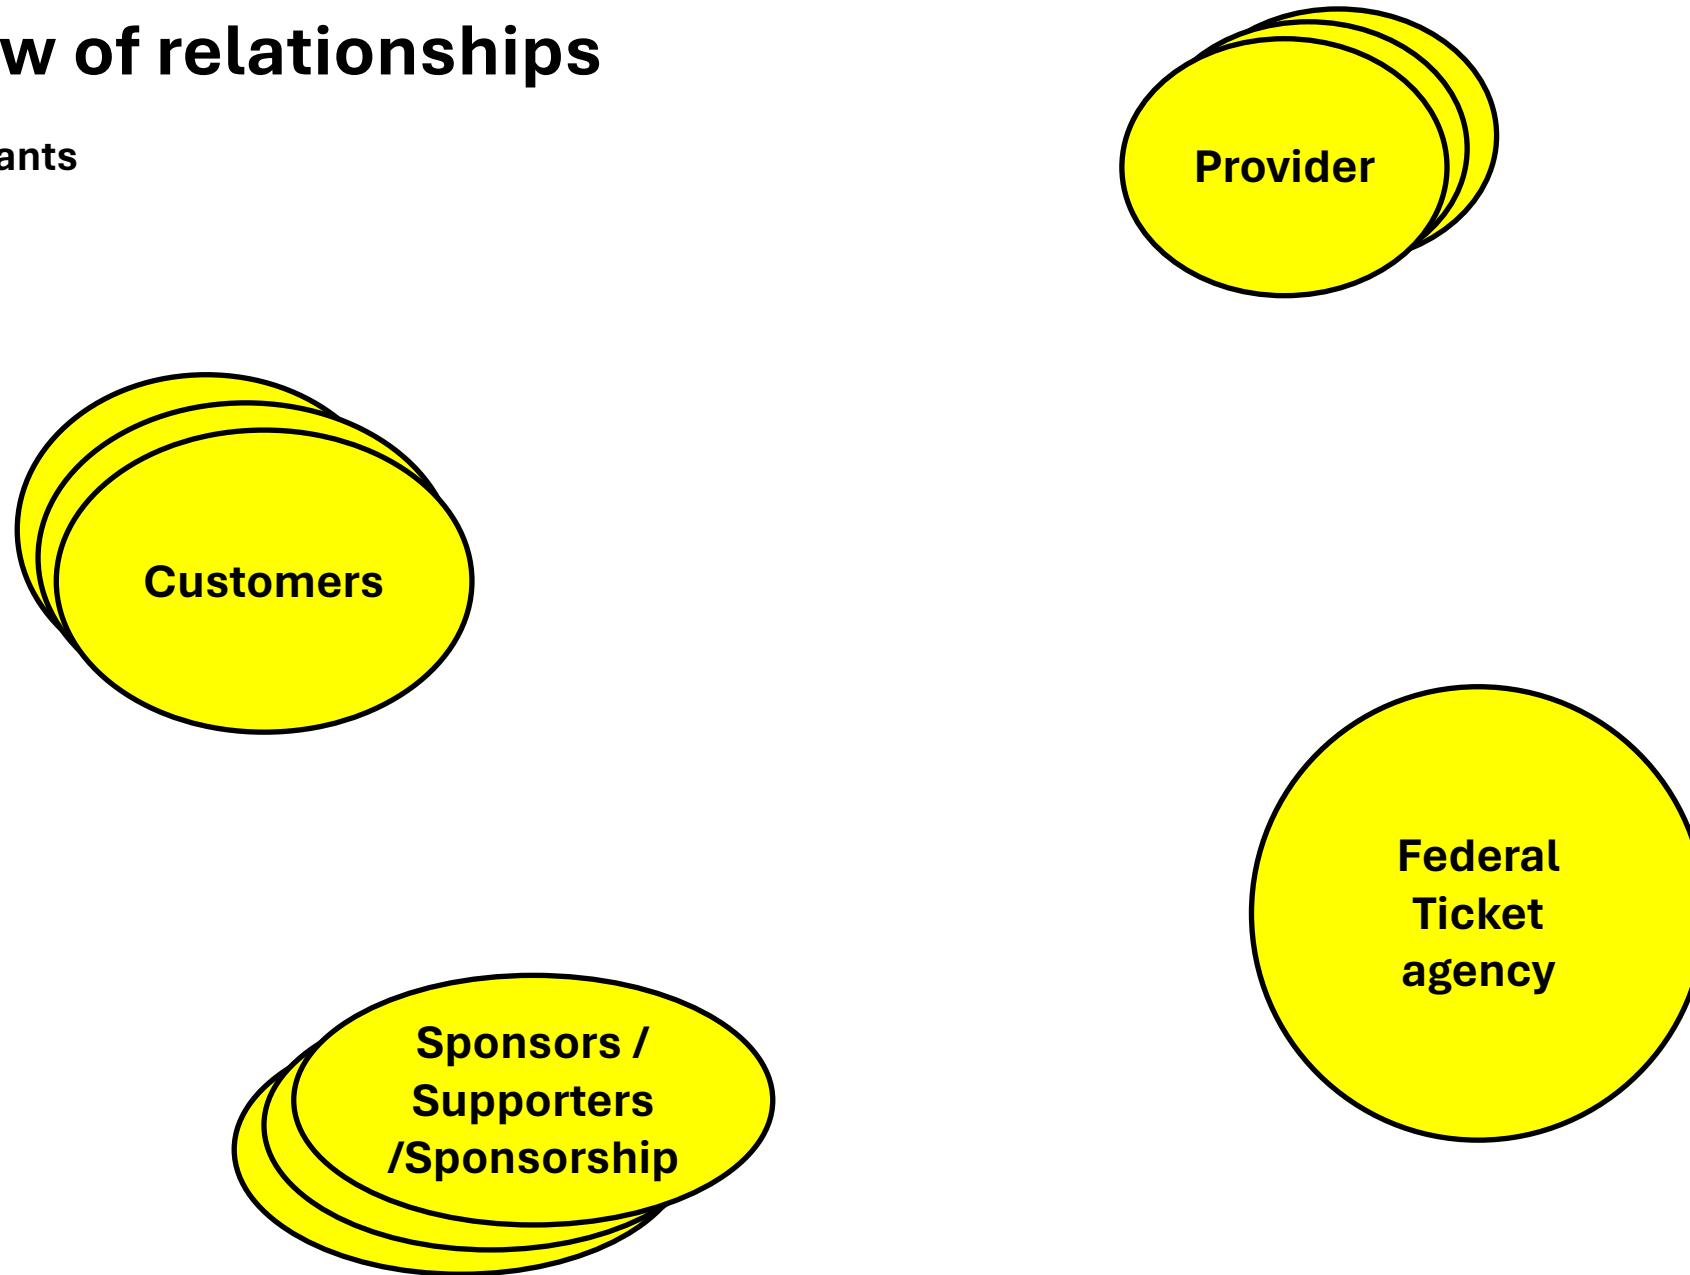 w of relationships
ants
Provider
Customers
Federal
Ticket
agency
Sponsors /
Supporters
/Sponsorship